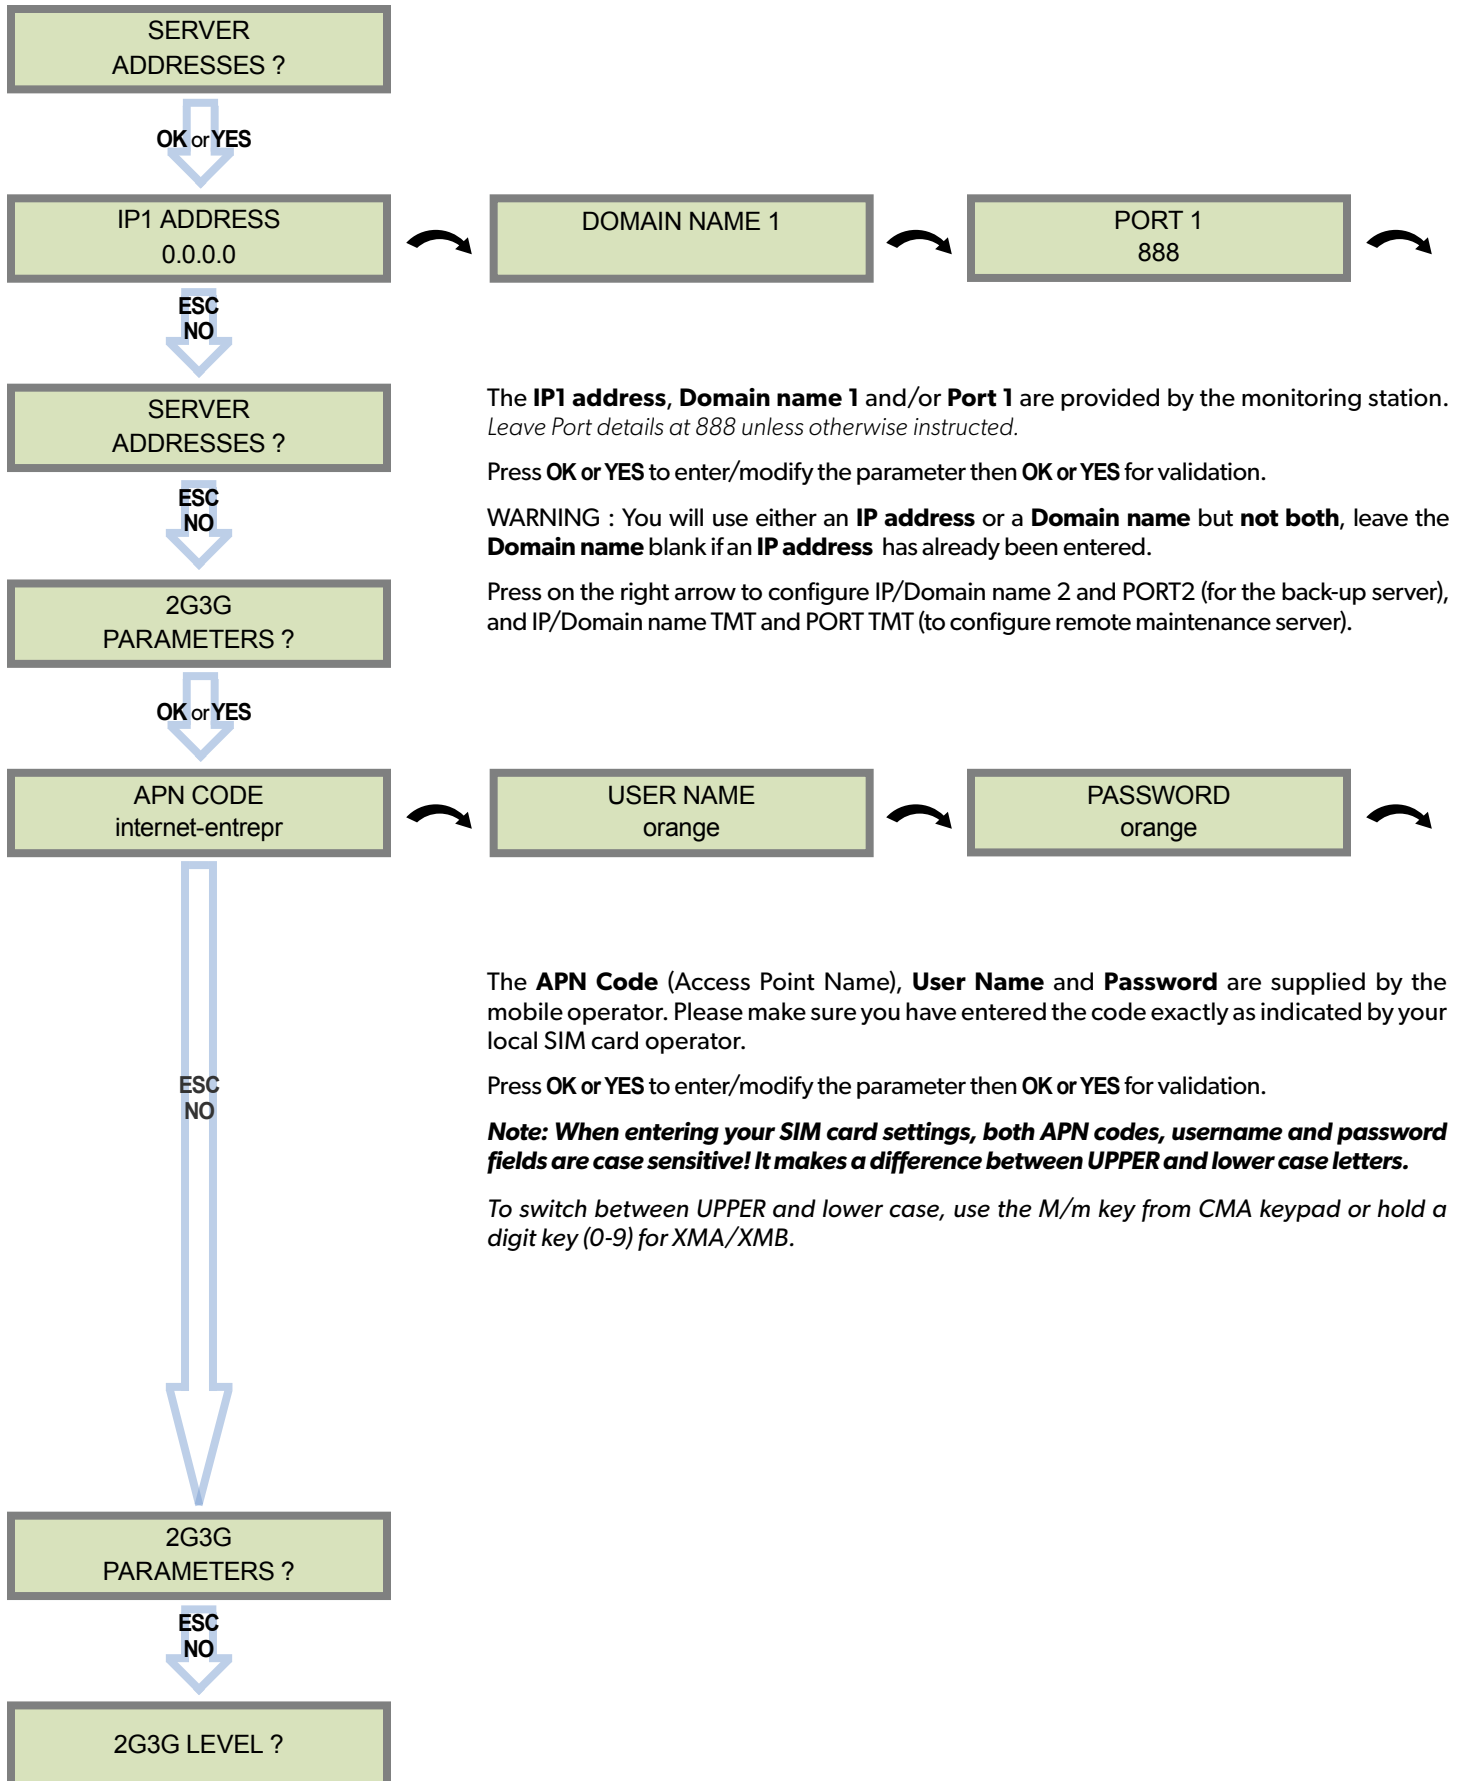 SERVER
ADDRESSES ?
OK or YES
IP1 ADDRESS
0.0.0.0
DOMAIN NAME 1
PORT 1
888
ESC
NO
SERVER
ADDRESSES ?
The IP1 address, Domain name 1 and/or Port 1 are provided by the monitoring station.
Leave Port details at 888 unless otherwise instructed.
Press OK or YES to enter/modify the parameter then OK or YES for validation.
WARNING : You will use either an IP address or a Domain name but not both, leave the
Domain name blank if an IP address has already been entered.
Press on the right arrow to configure IP/Domain name 2 and PORT2 (for the back-up server),
and IP/Domain name TMT and PORT TMT (to configure remote maintenance server).
ESC
NO
2G3G
PARAMETERS ?
OK or YES
APN CODE
internet-entrepr
USER NAME
orange
PASSWORD
orange
The APN Code (Access Point Name), User Name and Password are supplied by the
mobile operator. Please make sure you have entered the code exactly as indicated by your
local SIM card operator.
Press OK or YES to enter/modify the parameter then OK or YES for validation.
Note: When entering your SIM card settings, both APN codes, username and password
fields are case sensitive! It makes a difference between UPPER and lower case letters.
To switch between UPPER and lower case, use the M/m key from CMA keypad or hold a
digit key (0-9) for XMA/XMB.
ESC
NO
2G3G
PARAMETERS ?
ESC
NO
2G3G LEVEL ?